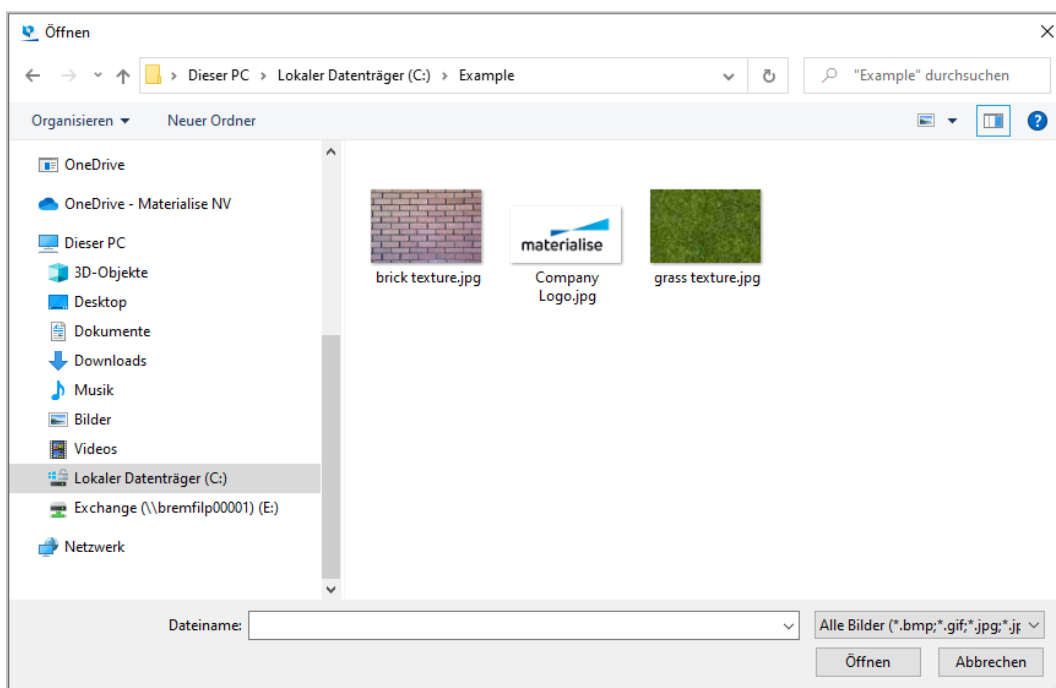 Öffnen
Dieser PC > Lokaler Datenträger (C:) > Example
"Example" durchsuchen
Organisieren
Neuer Ordner
OneDrive
OneDrive - Materialise NV
Dieser PC
3D-Objekte
Desktop
Dokumente
Downloads
Musik
Bilder
Videos
Lokaler Datenträger (C:)
Exchange (\\bremfilp00001) (E:)
Netzwerk
materialise
brick texture.jpg
Company
Logo.jpg
grass texture.jpg
Dateiname:
Alle Bilder (*.bmp;*.gif;*.jpg;*.j
Öffnen
Abbrechen